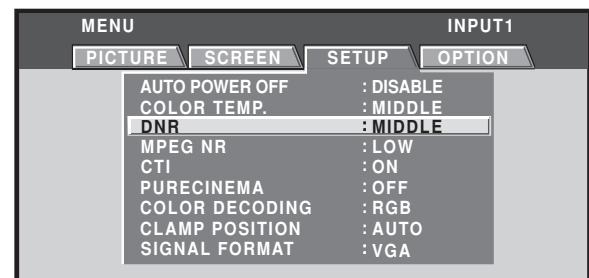 MENU INPUT1
PICTURE SCREEN SETUP OPTION
AUTO POWER OFF : DISABLE
COLOR TEMP. : MIDDLE
DNR : MIDDLE
MPEG NR : LOW
CTI : ON
PURECINEMA : OFF
COLOR DECODING : RGB
CLAMP POSITION : AUTO
SIGNAL FORMAT : VGA